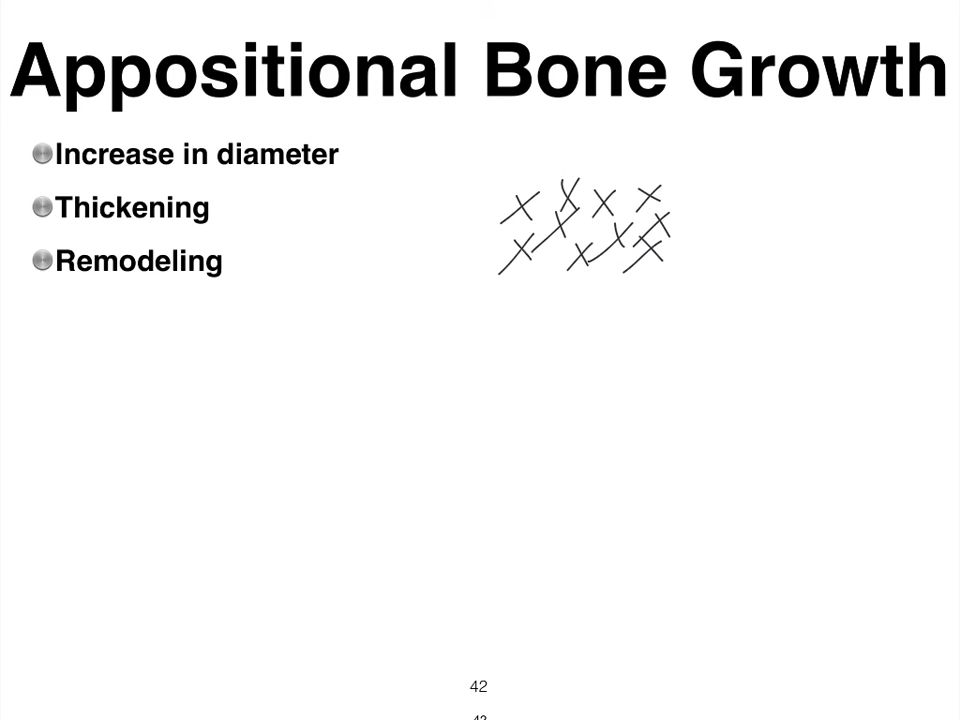 Appositional Bone Growth
Increase in diameter
Thickening
Remodeling
42